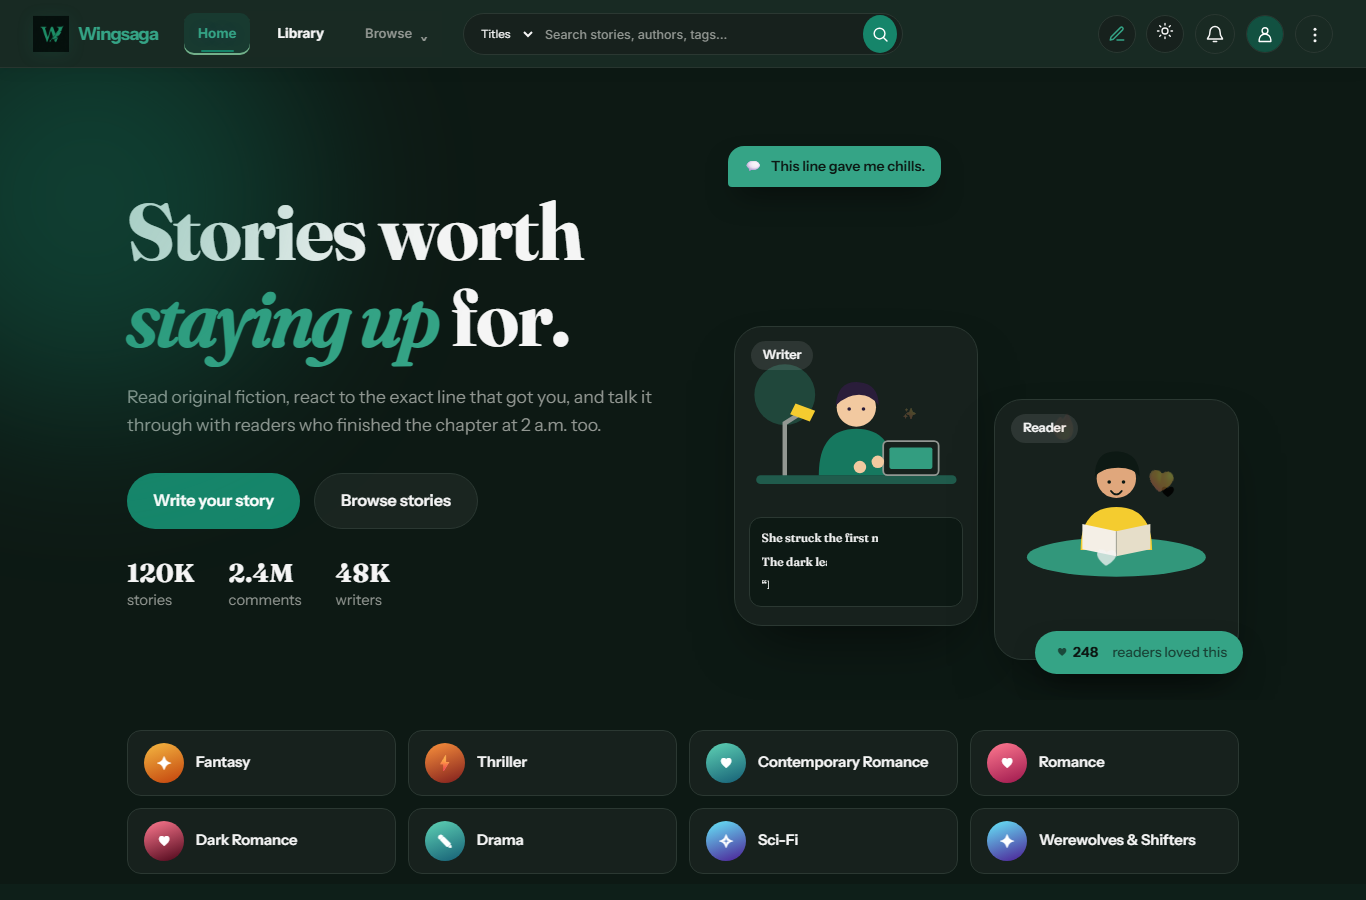 W Wingsaga
Home
Library
Browse
Titles
Search stories, authors, tags...
This line gave me chills.
Stories worth
staying up for.
Read original fiction, react to the exact line that got you, and talk it
through with readers who finished the chapter at 2 a.m. too.
Write your story
Browse stories
120K
stories
2.4M
comments
48K
writers
Writer
She struck the first n
The dark le
“
Reader
248 readers loved this
Fantasy
Thriller
Contemporary Romance
Romance
Dark Romance
Drama
Sci-Fi
Werewolves & Shifters